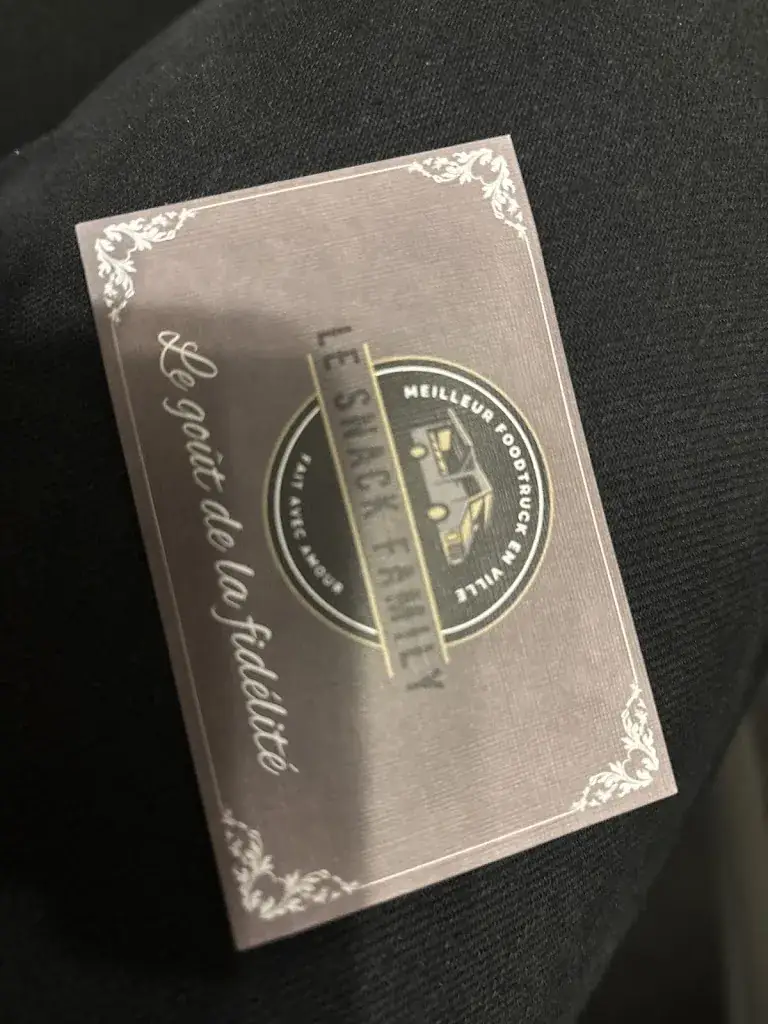 MEILLEUR FOODTRUCK EN VILLE
LE SNACK FAMILY
FAIT AVEC AMOUR
Le goût de la fidélité